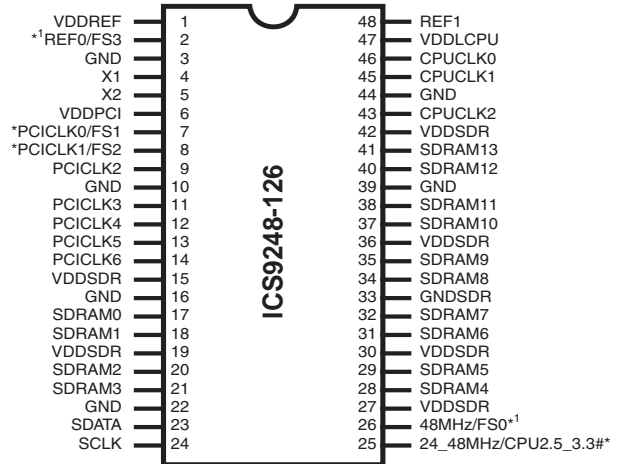 VDDREF 1 48 REF1
*1REF0/FS3 2 47 VDDLCPU
GND 3 46 CPUCLK0
X1 4 45 CPUCLK1
X2 5 44 GND
VDDPCI 6 43 CPUCLK2
*PCICLK0/FS1 7 42 VDDSDR
*PCICLK1/FS2 8 41 SDRAM13
PCICLK2 9 40 SDRAM12
GND 10 39 GND
PCICLK3 11 38 SDRAM11
PCICLK4 12 37 SDRAM10
PCICLK5 13 36 VDDSDR
PCICLK6 14 35 SDRAM9
VDDSDR 15 34 SDRAM8
GND 16 33 GNDSDR
SDRAM0 17 32 SDRAM7
SDRAM1 18 31 SDRAM6
VDDSDR 19 30 VDDSDR
SDRAM2 20 29 SDRAM5
SDRAM3 21 28 SDRAM4
GND 22 27 VDDSDR
SDATA 23 26 48MHz/FS0*1
SCLK 24 25 24_48MHz/CPU2.5_3.3#*
ICS9248-126